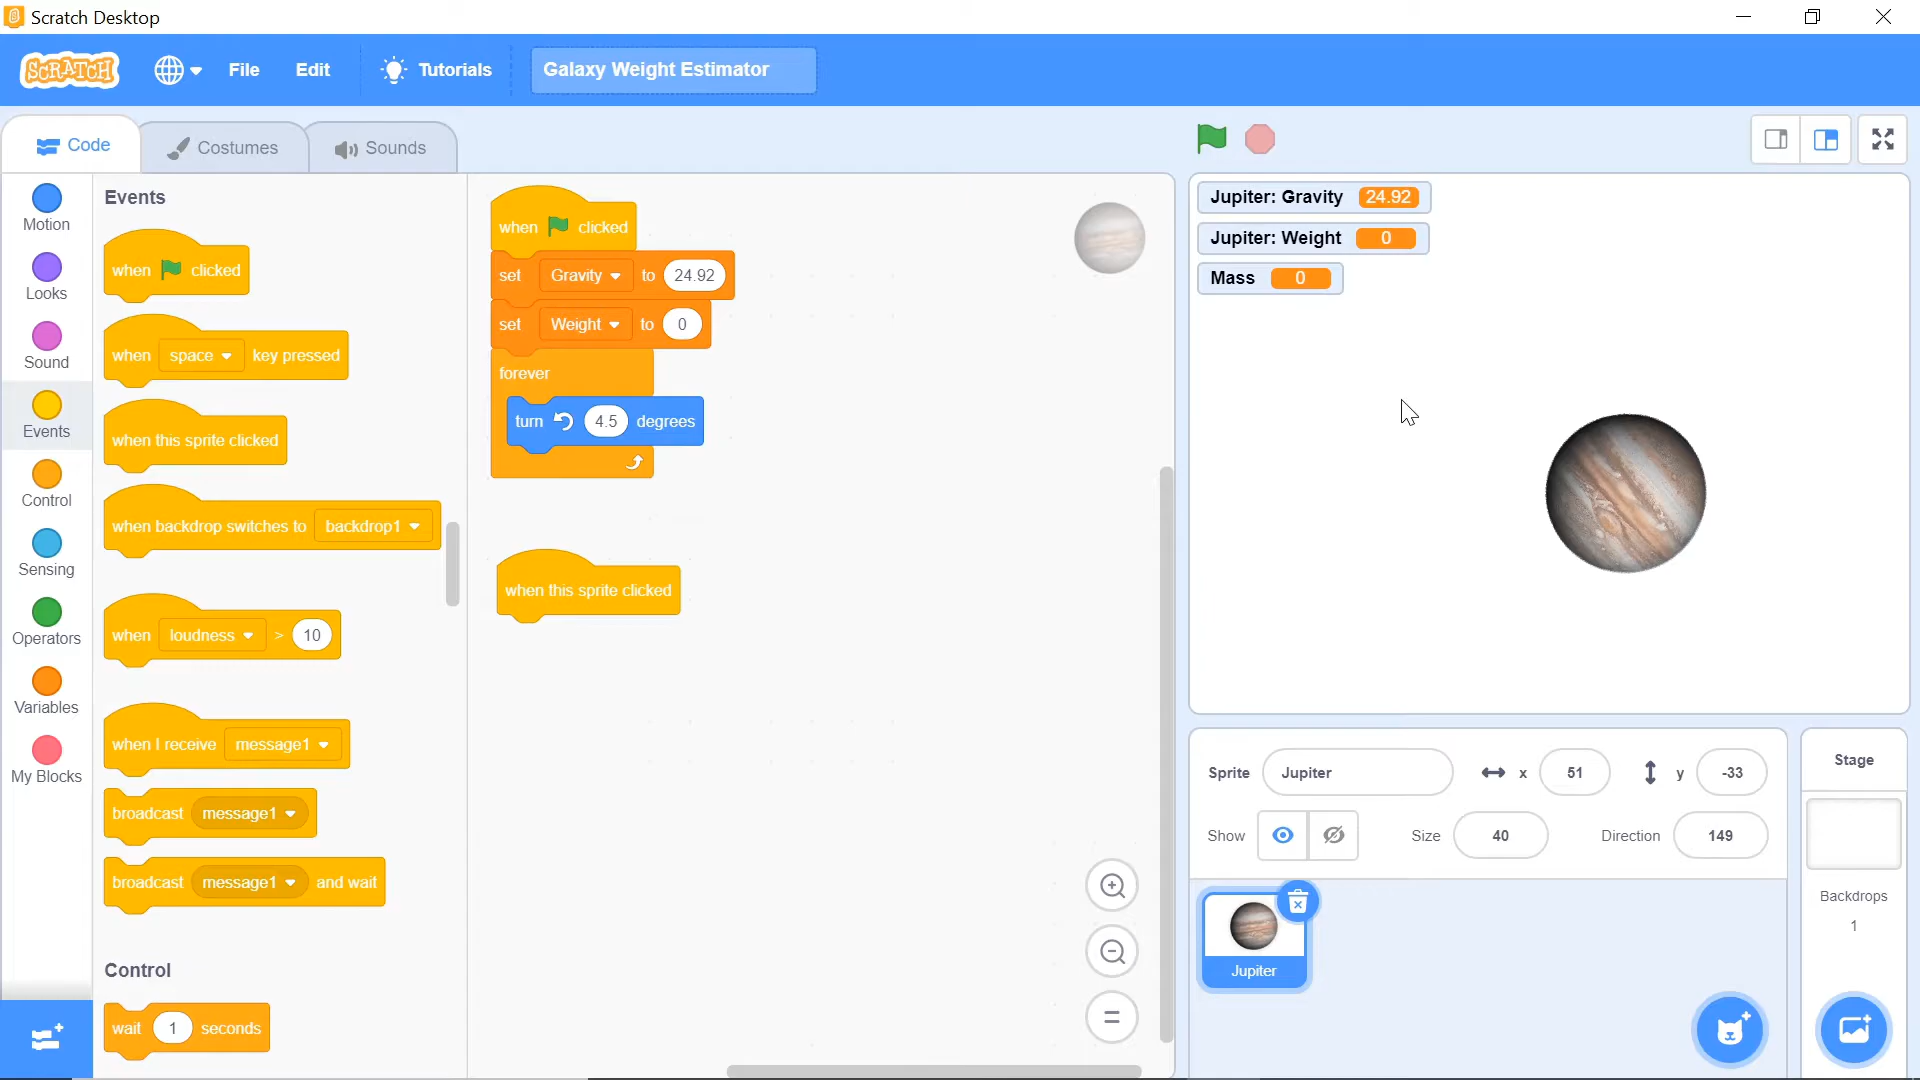 Scratch Desktop
SCRATCH
File
Edit
Tutorials
Galaxy Weight Estimator
Code
Costumes
Sounds
Motion
Looks
Sound
Events
Control
Sensing
Operators
Variables
My Blocks
Events
when clicked
when space key pressed
when this sprite clicked
when backdrop switches to backdrop1
when loudness > 10
when I receive message1
broadcast message1
broadcast message1 and wait
Control
wait 1 seconds
when clicked
set Gravity to 24.92
set Weight to 0
forever
turn 4.5 degrees
when this sprite clicked
Jupiter: Gravity 24.92
Jupiter: Weight 0
Mass 0
Sprite Jupiter x 51 y -33
Show Size 40 Direction 149
Jupiter
Stage
Backdrops
1